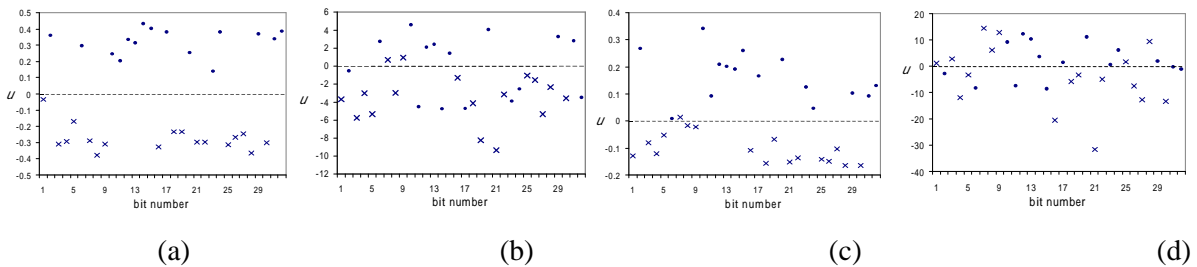 0.5
0.4
0.3
0.2
0.1
0
-0.1
-0.2
-0.3
-0.4
-0.5
u
1 5 9 13 17 21 25 29
bit number
(a)
6
4
2
0
-2
-4
-6
-8
-10
-12
u
1 5 9 13 17 21 25 29
bit number
(b)
0.4
0.3
0.2
0.1
0
-0.1
-0.2
u
1 5 9 13 17 21 25 29
bit number
(c)
20
10
0
-10
-20
-30
-40
u
1 5 9 13 17 21 25 29
bit number
(d)